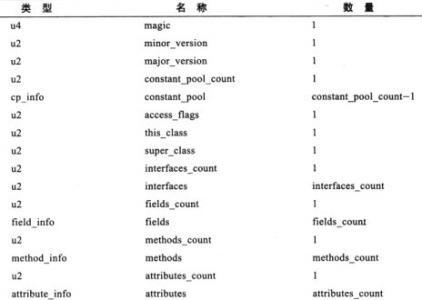 类 型 名 称 数 量
u4 magic 1
u2 minor_version 1
u2 major_version 1
u2 constant_pool_count 1
cp_info constant_pool constant_pool_count−1
u2 access_flags 1
u2 this_class 1
u2 super_class 1
u2 interfaces_count 1
u2 interfaces interfaces_count
u2 fields_count 1
field_info fields fields_count
u2 methods_count 1
method_info methods methods_count
u2 attributes_count 1
attribute_info attributes attributes_count